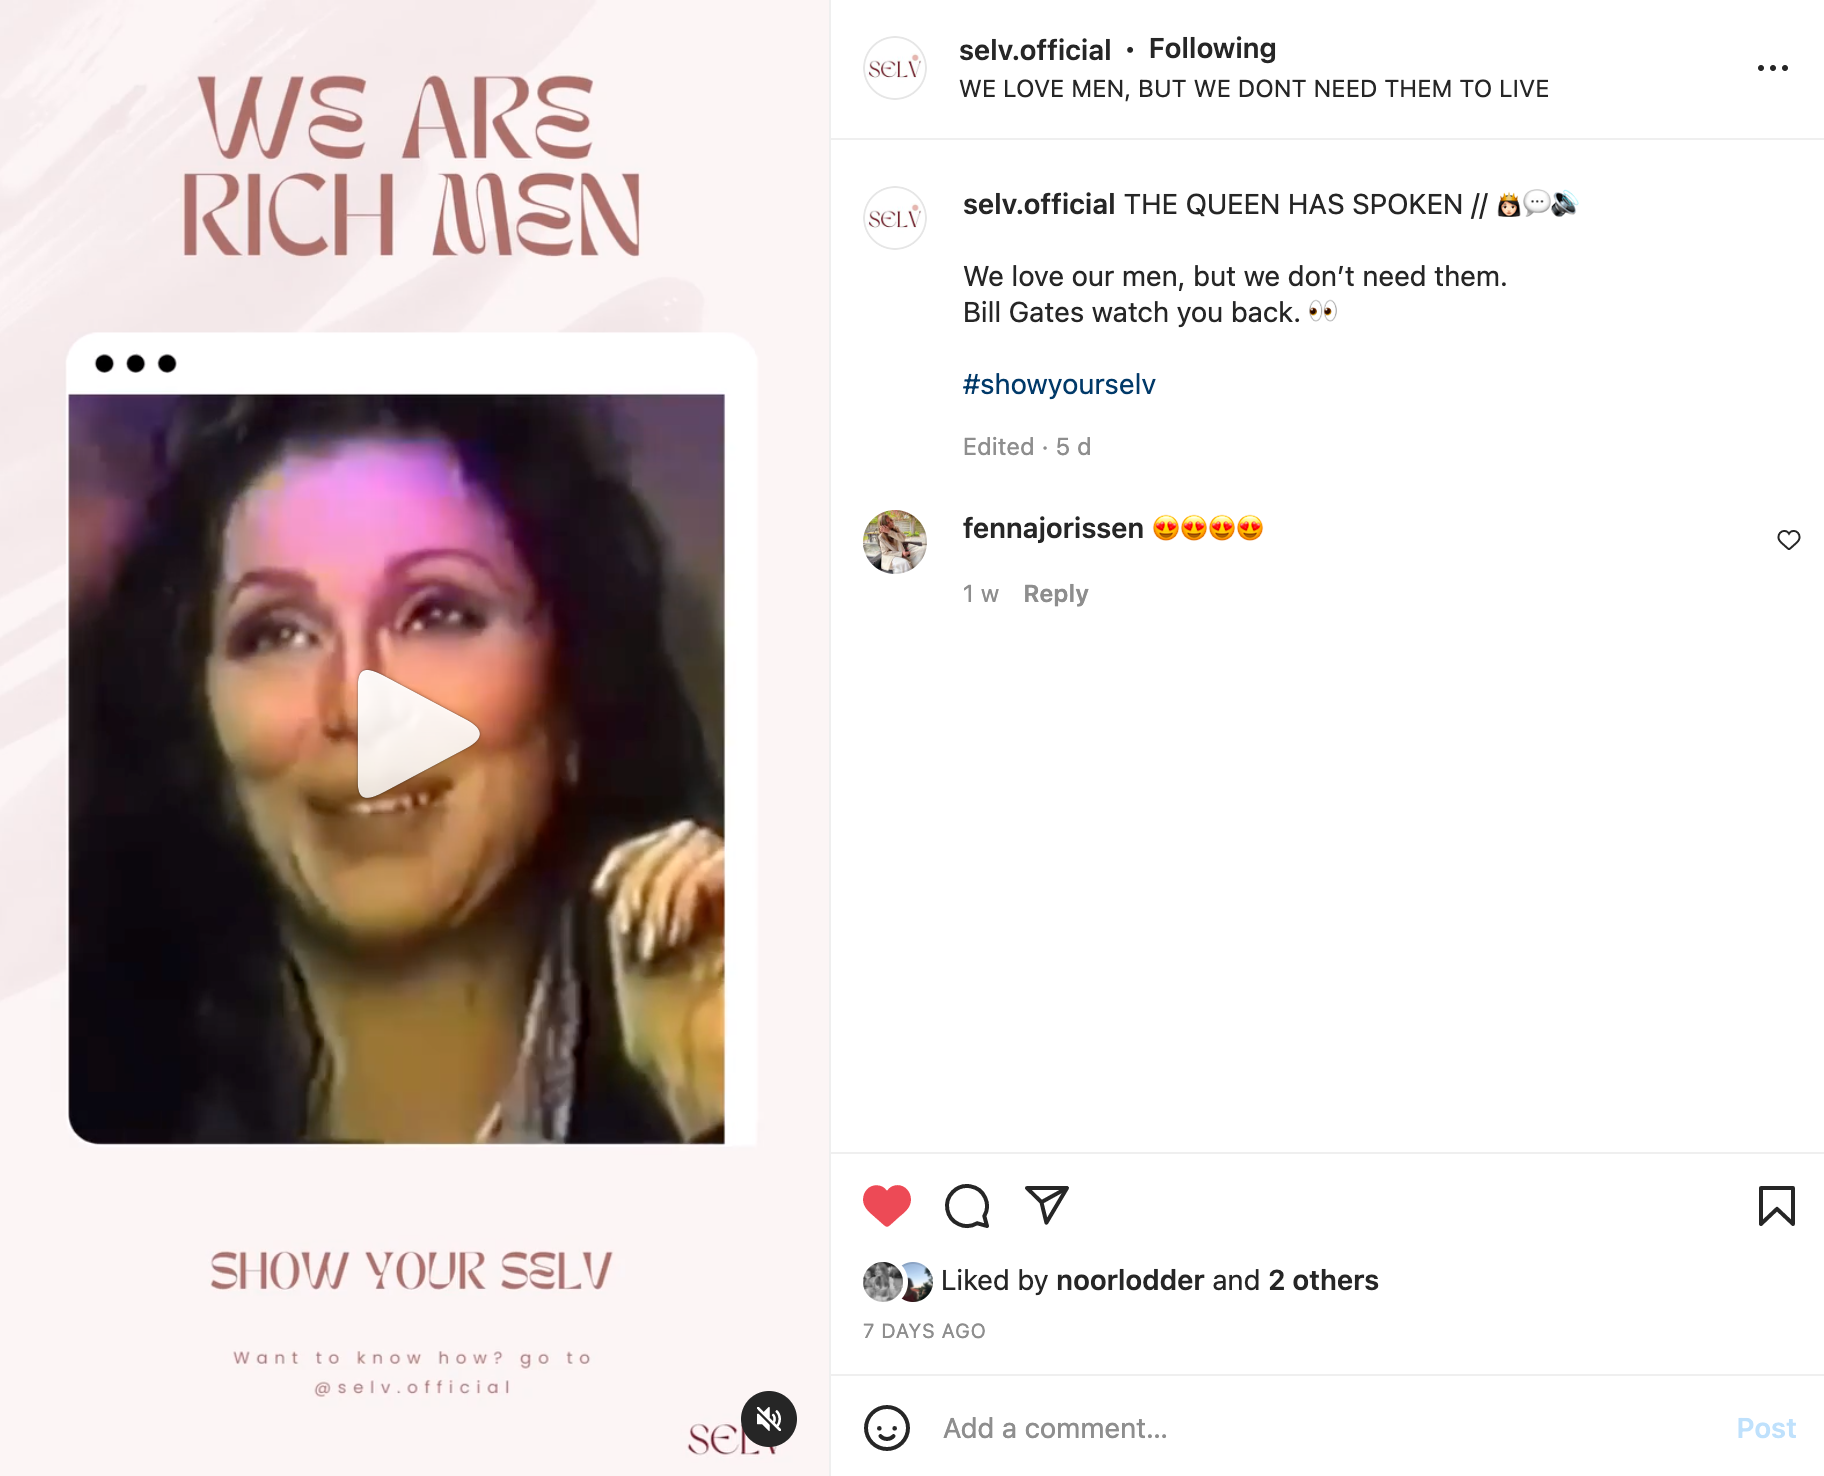 WE ARE
RICH MEN
SHOW YOUR SELV
Want to know how? go to
@selv.official
SELV
SELV
selv.official • Following
WE LOVE MEN, BUT WE DONT NEED THEM TO LIVE
SELV
selv.official THE QUEEN HAS SPOKEN // 👸🏻💬🔊
We love our men, but we don’t need them.
Bill Gates watch you back. 👀
#showyourselv
Edited · 5 d
fennajorissen 😍😍😍😍
1 w Reply
Liked by noorlodder and 2 others
7 DAYS AGO
Add a comment...
Post